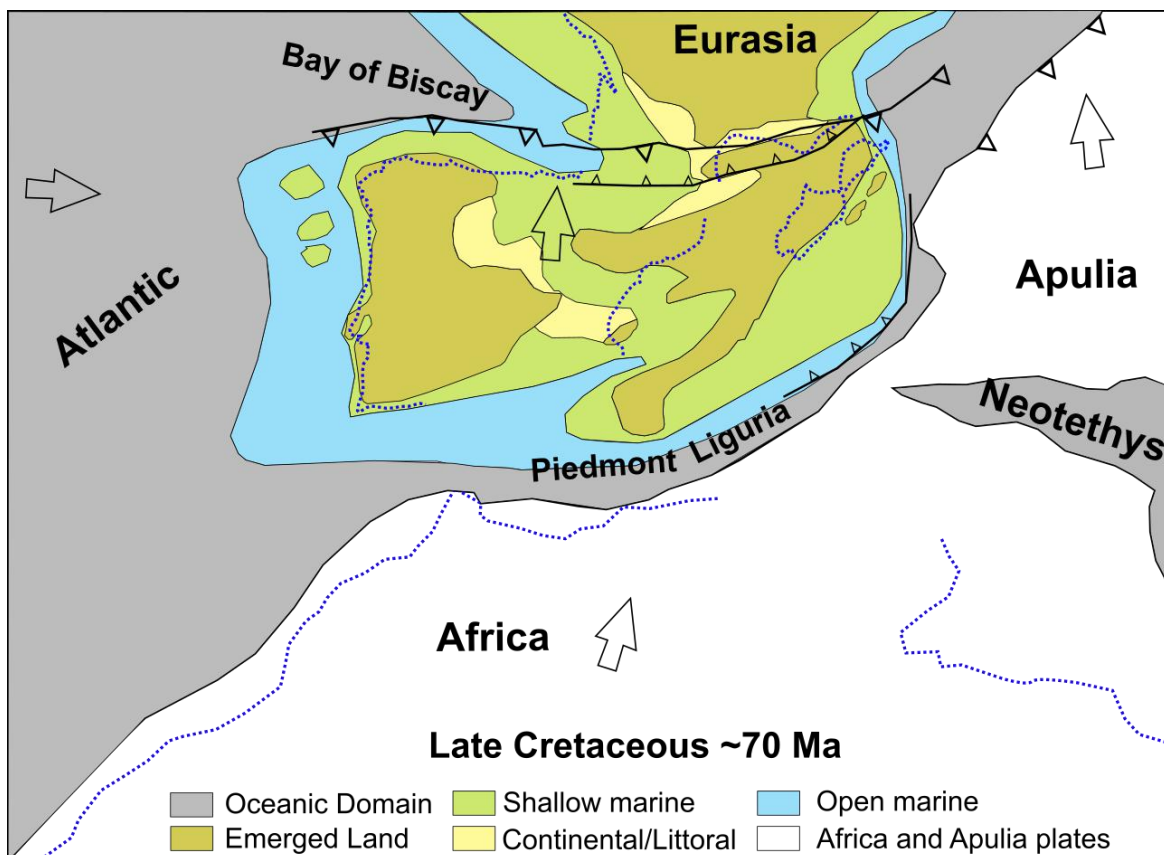 Eurasia
Bay of Biscay
Atlantic
Apulia
Neotethys
Piedmont Liguria
Africa
Late Cretaceous ~70 Ma
Oceanic Domain
Shallow marine
Open marine
Emerged Land
Continental/Littoral
Africa and Apulia plates